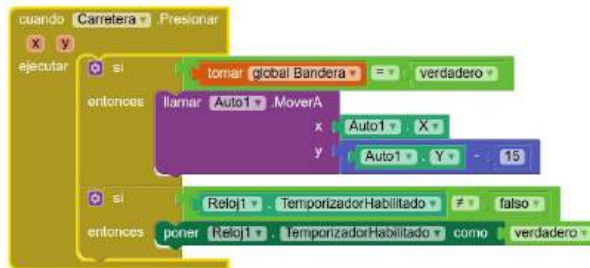 cuando Carretera .Presionar
x y
ejecutar si tomar global Bandera = verdadero
entonces llamar Auto1 .MoverA
x Auto1 . X
y Auto1 . Y - 15
si Reloj1 . TemporizadorHabilitado ≠ falso
entonces poner Reloj1 . TemporizadorHabilitado como verdadero